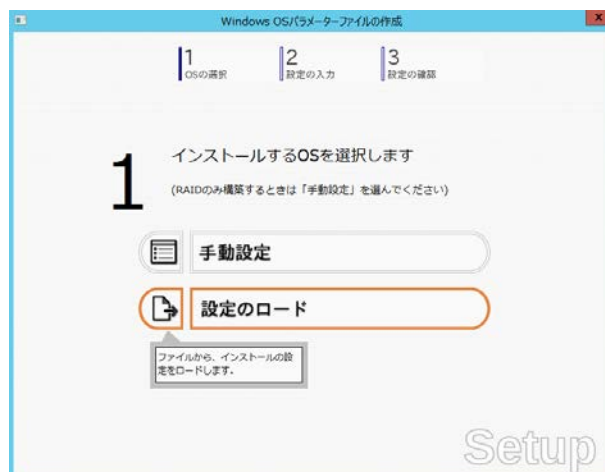 Windows OSパラメーターファイルの作成
x
1
OSの選択
2
設定の入力
3
設定の確認
1
インストールするOSを選択します
(RAIDのみ構築するときは「手動設定」を選んでください)
手動設定
設定のロード
ファイルから、インストールの設
定をロードします。
Setup